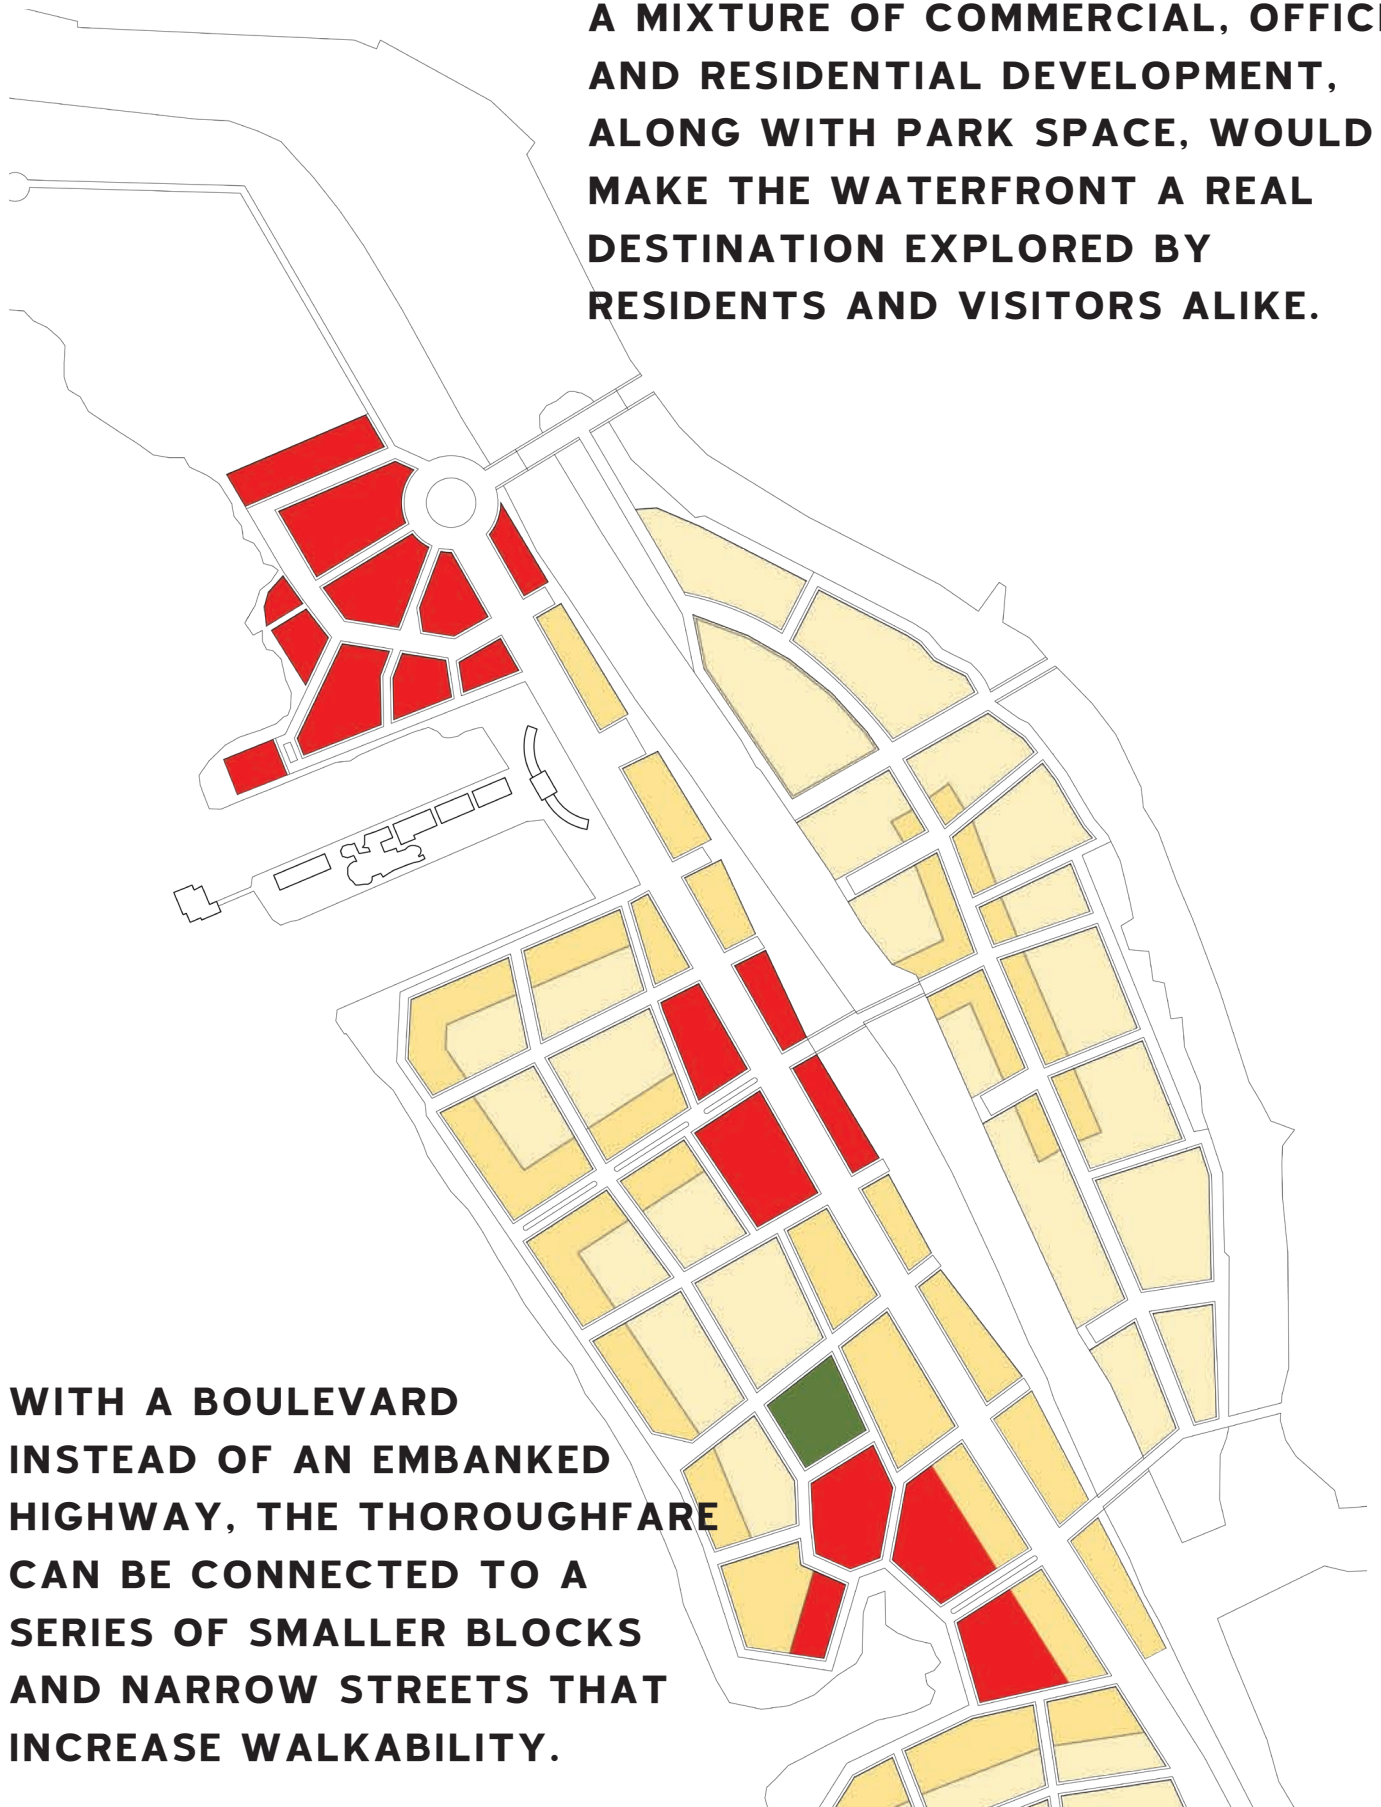 A MIXTURE OF COMMERCIAL, OFFIC
AND RESIDENTIAL DEVELOPMENT,
ALONG WITH PARK SPACE, WOULD
MAKE THE WATERFRONT A REAL
DESTINATION EXPLORED BY
RESIDENTS AND VISITORS ALIKE.
WITH A BOULEVARD
INSTEAD OF AN EMBANKED
HIGHWAY, THE THOROUGHFARE
CAN BE CONNECTED TO A
SERIES OF SMALLER BLOCKS
AND NARROW STREETS THAT
INCREASE WALKABILITY.